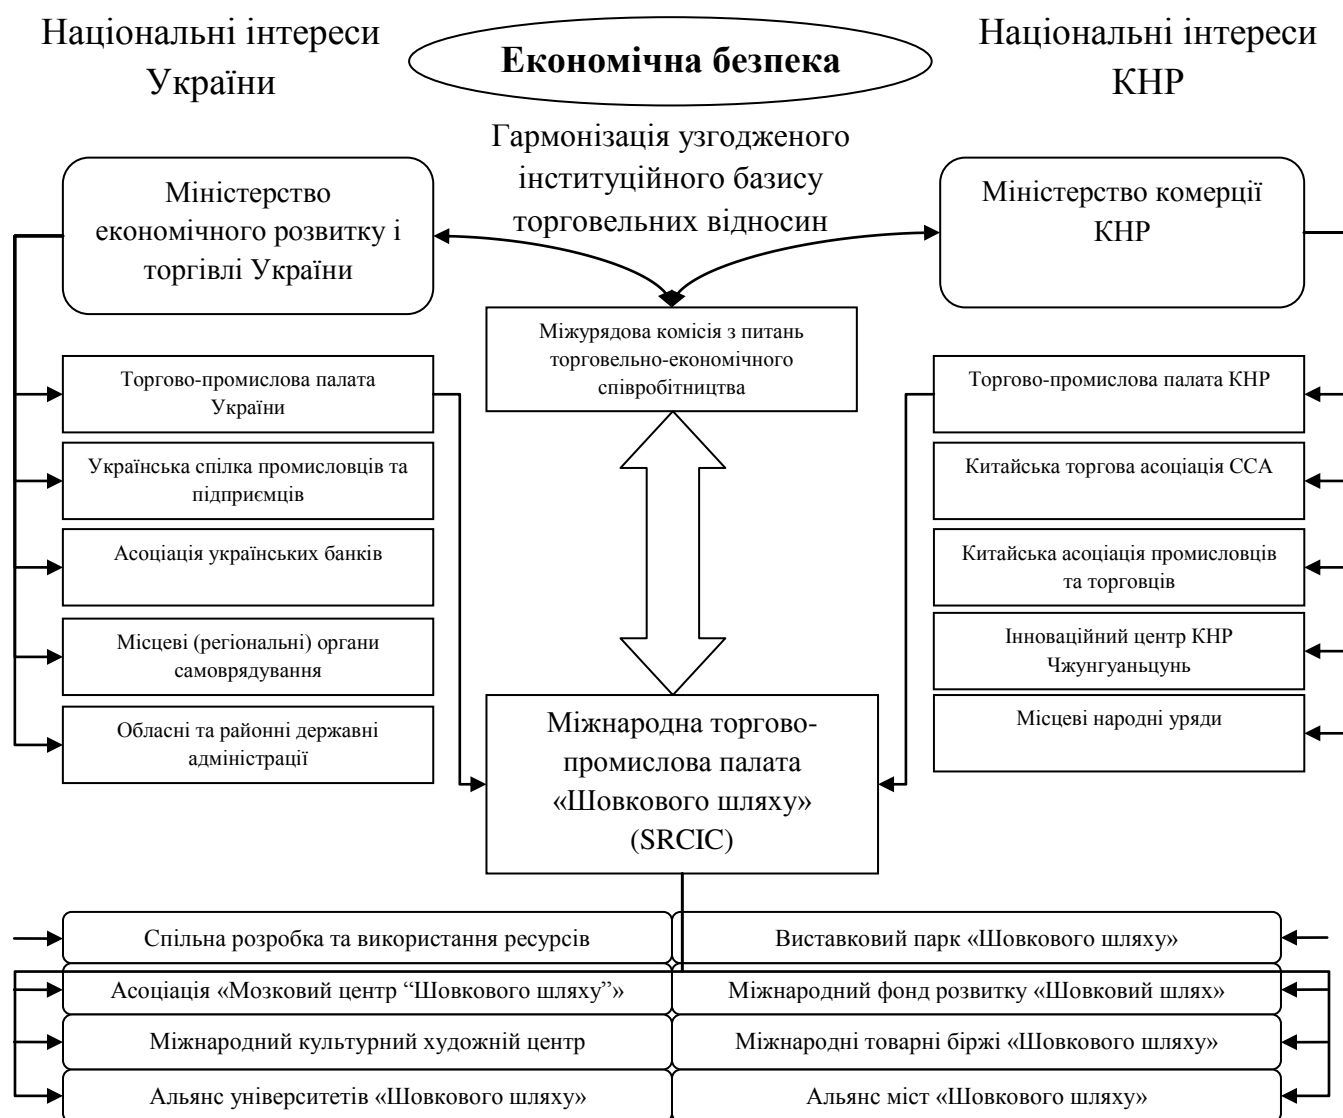 Національні інтереси
України
Економічна безпека
Національні інтереси
КНР
Гармонізація узгодженого
інституційного базису
торговельних відносин
Міністерство
економічного розвитку і
торгівлі України
Міністерство комерції
КНР
Міжурядова комісія з питань
торговельно-економічного
співробітництва
Торгово-промислова палата
України
Українська спілка промисловців та
підприємців
Асоціація українських банків
Місцеві (регіональні) органи
самоврядування
Обласні та районні державні
адміністрації
Торгово-промислова палата КНР
Китайська торгова асоціація ССА
Китайська асоціація промисловців
та торговців
Інноваційний центр КНР
Чжунгуаньцунь
Місцеві народні уряди
Міжнародна торгово-
промислова палата
«Шовкового шляху»
(SRCIC)
Спільна розробка та використання ресурсів
Виставковий парк «Шовкового шляху»
Асоціація «Мозковий центр “Шовкового шляху”»
Міжнародний фонд розвитку «Шовковий шлях»
Міжнародний культурний художній центр
Міжнародні товарні біржі «Шовкового шляху»
Альянс університетів «Шовкового шляху»
Альянс міст «Шовкового шляху»